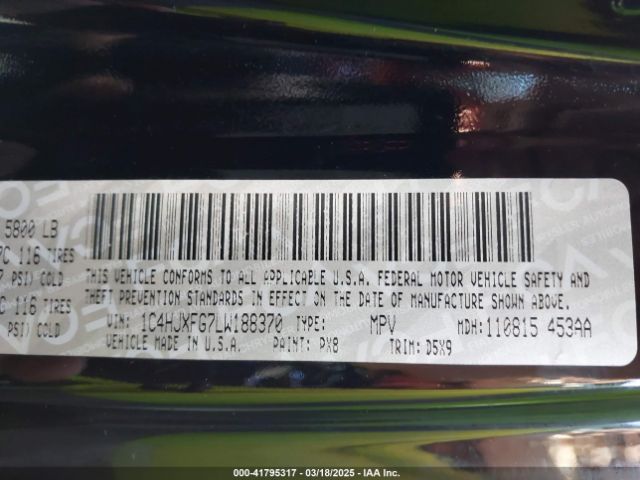 5800 LB
C 116 TIRES
PSI) COLD
THIS VEHICLE CONFORMS TO ALL APPLICABLE U.S.A. FEDERAL MOTOR VEHICLE SAFETY AND
C 116 TIRES
THEFT PREVENTION STANDARDS IN EFFECT ON THE DATE OF MANUFACTURE SHOWN ABOVE.
PSI) COLD
VIN: 1C4HJXFG7LW188370 TYPE: MPV MDH: 110815 453AA
VEHICLE MADE IN U.S.A. PAINT: PX8 TRIM: D5X9
000-41795317 - 03/18/2025 - IAA Inc.